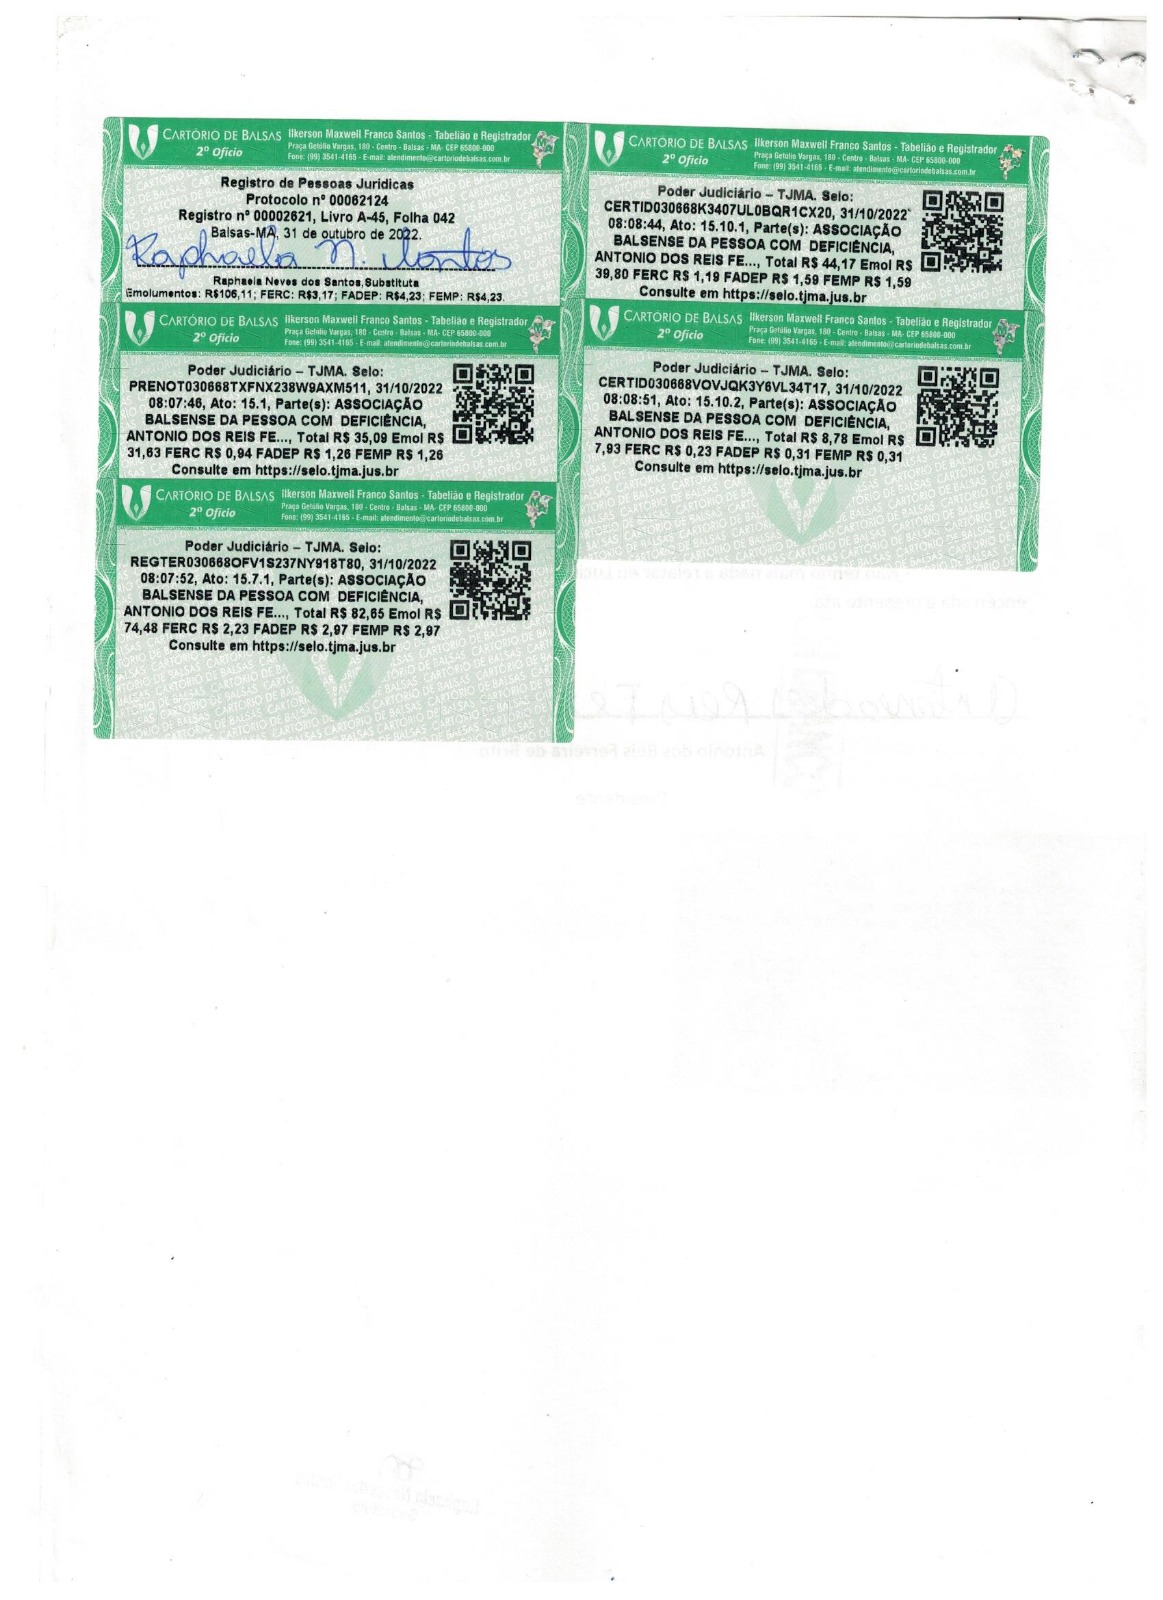 CARTÓRIO DE BALSAS
2º Ofício
Ilkerson Maxwell Franco Santos - Tabelião e Registrador
Praça Getúlio Vargas, 180 - Centro - Balsas - MA- CEP 65800-000
Fone: (99) 3541-4165 - E-mail: atendimento@cartoriodebalsas.com.br
Registro de Pessoas Jurídicas
Protocolo nº 00062124
Registro nº 00002621, Livro A-45, Folha 042
Balsas-MA, 31 de outubro de 2022.
Raphaela N. Santos
Raphaela Neves dos Santos,Substituta
Emolumentos: R$106,11; FERC: R$3,17; FADEP: R$4,23; FEMP: R$4,23.
CARTÓRIO DE BALSAS
2º Ofício
Ilkerson Maxwell Franco Santos - Tabelião e Registrador
Praça Getúlio Vargas, 180 - Centro - Balsas - MA- CEP 65800-000
Fone: (99) 3541-4165 - E-mail: atendimento@cartoriodebalsas.com.br
Poder Judiciário – TJMA. Selo:
PRENOT030668TXFNX238W9AXM511, 31/10/2022
08:07:46, Ato: 15.1, Parte(s): ASSOCIAÇÃO
BALSENSE DA PESSOA COM DEFICIÊNCIA,
ANTONIO DOS REIS FE..., Total R$ 35,09 Emol R$
31,63 FERC R$ 0,94 FADEP R$ 1,26 FEMP R$ 1,26
Consulte em https://selo.tjma.jus.br
CARTÓRIO DE BALSAS
2º Ofício
Ilkerson Maxwell Franco Santos - Tabelião e Registrador
Praça Getúlio Vargas, 180 - Centro - Balsas - MA- CEP 65800-000
Fone: (99) 3541-4165 - E-mail: atendimento@cartoriodebalsas.com.br
Poder Judiciário – TJMA. Selo:
REGTER030668OFV1S237NY918T80, 31/10/2022
08:07:52, Ato: 15.7.1, Parte(s): ASSOCIAÇÃO
BALSENSE DA PESSOA COM DEFICIÊNCIA,
ANTONIO DOS REIS FE..., Total R$ 82,65 Emol R$
74,48 FERC R$ 2,23 FADEP R$ 2,97 FEMP R$ 2,97
Consulte em https://selo.tjma.jus.br
CARTÓRIO DE BALSAS
2º Ofício
Ilkerson Maxwell Franco Santos - Tabelião e Registrador
Praça Getúlio Vargas, 180 - Centro - Balsas - MA- CEP 65800-000
Fone: (99) 3541-4165 - E-mail: atendimento@cartoriodebalsas.com.br
Poder Judiciário – TJMA. Selo:
CERTID030668K3407UL0BQR1CX20, 31/10/2022
08:08:44, Ato: 15.10.1, Parte(s): ASSOCIAÇÃO
BALSENSE DA PESSOA COM DEFICIÊNCIA,
ANTONIO DOS REIS FE..., Total R$ 44,17 Emol R$
39,80 FERC R$ 1,19 FADEP R$ 1,59 FEMP R$ 1,59
Consulte em https://selo.tjma.jus.br
CARTÓRIO DE BALSAS
2º Ofício
Ilkerson Maxwell Franco Santos - Tabelião e Registrador
Praça Getúlio Vargas, 180 - Centro - Balsas - MA- CEP 65800-000
Fone: (99) 3541-4165 - E-mail: atendimento@cartoriodebalsas.com.br
Poder Judiciário – TJMA. Selo:
CERTID030668VOVJQK3Y6VL34T17, 31/10/2022
08:08:51, Ato: 15.10.2, Parte(s): ASSOCIAÇÃO
BALSENSE DA PESSOA COM DEFICIÊNCIA,
ANTONIO DOS REIS FE..., Total R$ 8,78 Emol R$
7,93 FERC R$ 0,23 FADEP R$ 0,31 FEMP R$ 0,31
Consulte em https://selo.tjma.jus.br
Antonio dos Reis Ferreira de Brito
Presidente